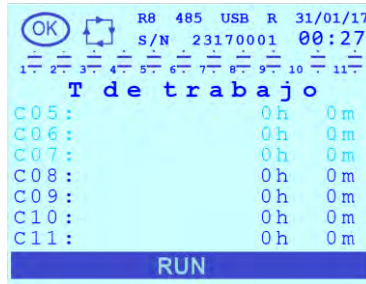 OK R8 485 USB R 31/01/17
S/N 23170001 00:27
1 2 3 4 5 6 7 8 9 10 11
T de trabajo
C05: 0h 0m
C06: 0h 0m
C07: 0h 0m
C08: 0h 0m
C09: 0h 0m
C10: 0h 0m
C11: 0h 0m
RUN